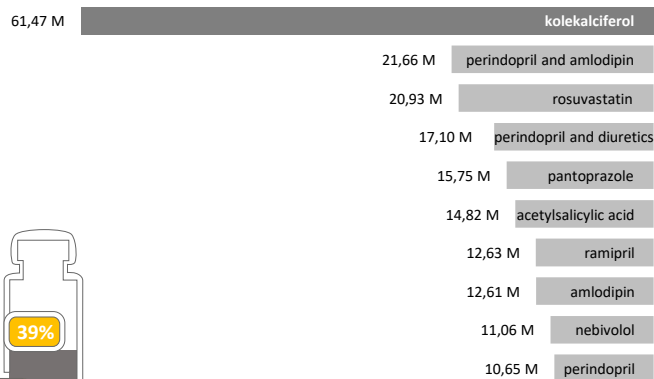 61,47 M kolekalciferol
21,66 M perindopril and amlodipin
20,93 M rosuvastatin
17,10 M perindopril and diuretics
15,75 M pantoprazole
14,82 M acetylsalicylic acid
12,63 M ramipril
12,61 M amlodipin
39%
11,06 M nebivolol
10,65 M perindopril